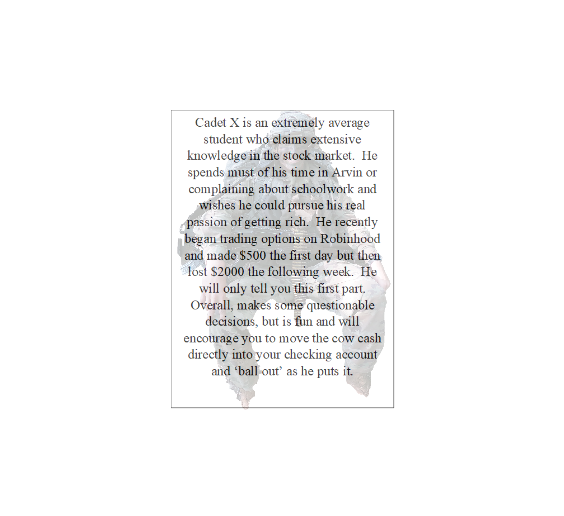 Cadet X is an extremely average
student who claims extensive
knowledge in the stock market.  He
spends must of his time in Arvin or
complaining about schoolwork and
wishes he could pursue his real
passion of getting rich.  He recently
began trading options on Robinhood
and made $500 the first day but then
lost $2000 the following week.  He
will only tell you this first part.
Overall, makes some questionable
decisions, but is fun and will
encourage you to move the cow cash
directly into your checking account
and ‘ball out’ as he puts it.